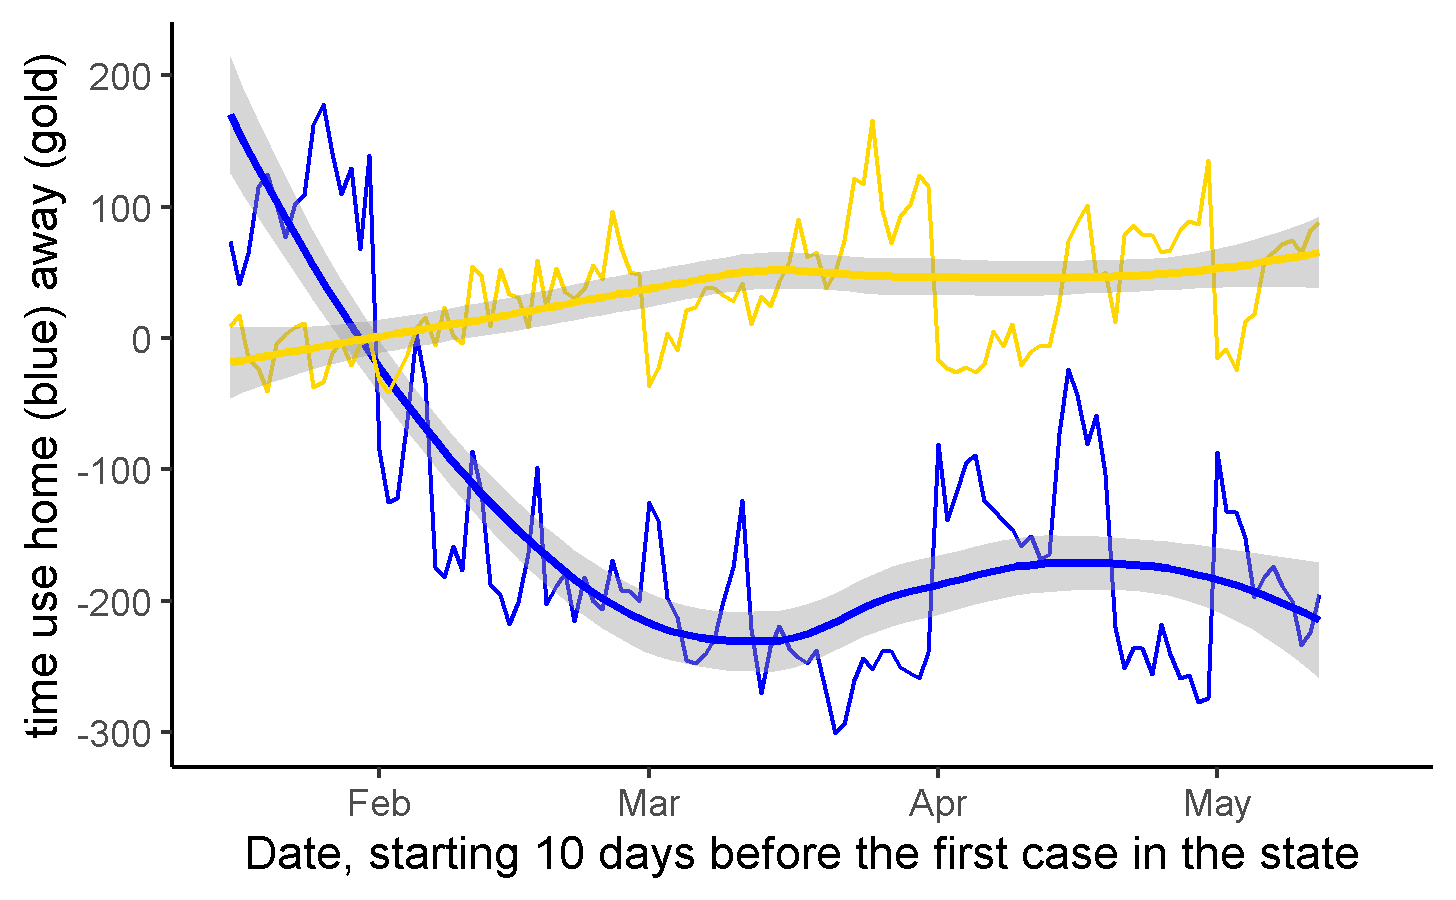 time use home (blue) away (gold)
200
100
0
-100
-200
-300
Feb Mar Apr May
Date, starting 10 days before the first case in the state